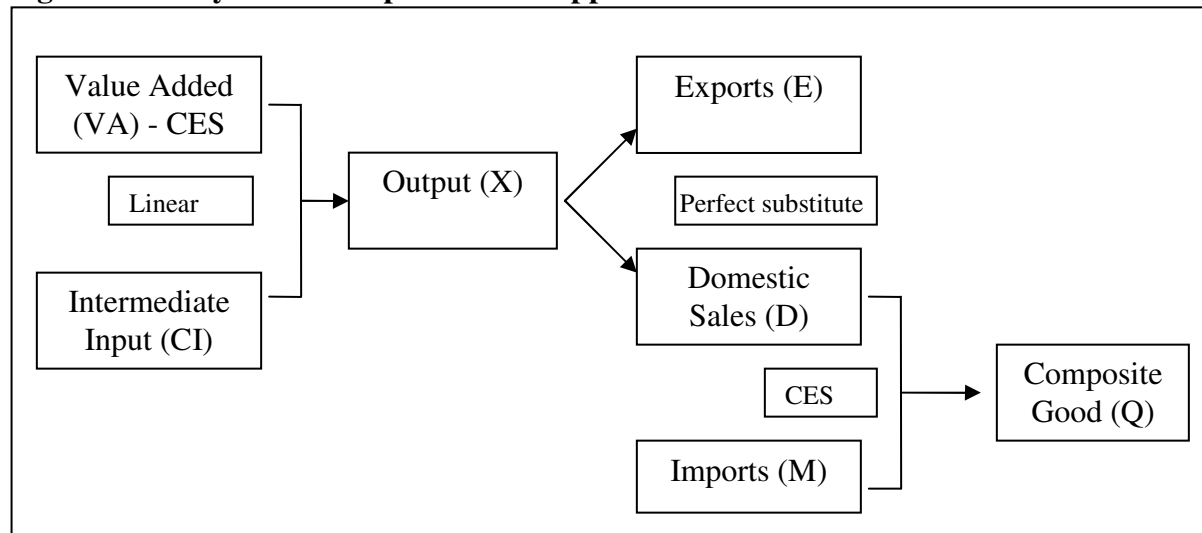 Value Added
(VA) - CES
Linear
Intermediate
Input (CI)
Output (X)
Exports (E)
Perfect substitute
Domestic
Sales (D)
CES
Imports (M)
Composite
Good (Q)